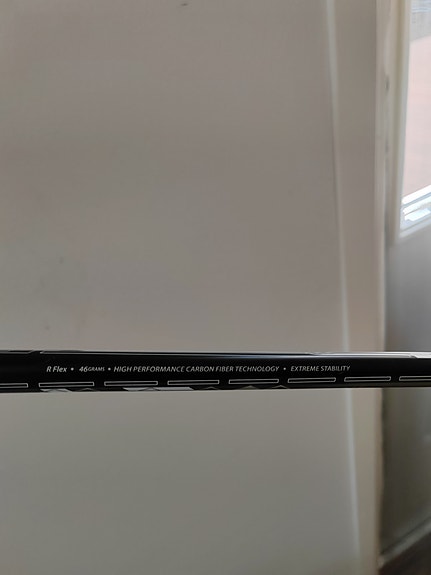 R Flex • 46GRAMS • HIGH PERFORMANCE CARBON FIBER TECHNOLOGY • EXTREME STABILITY